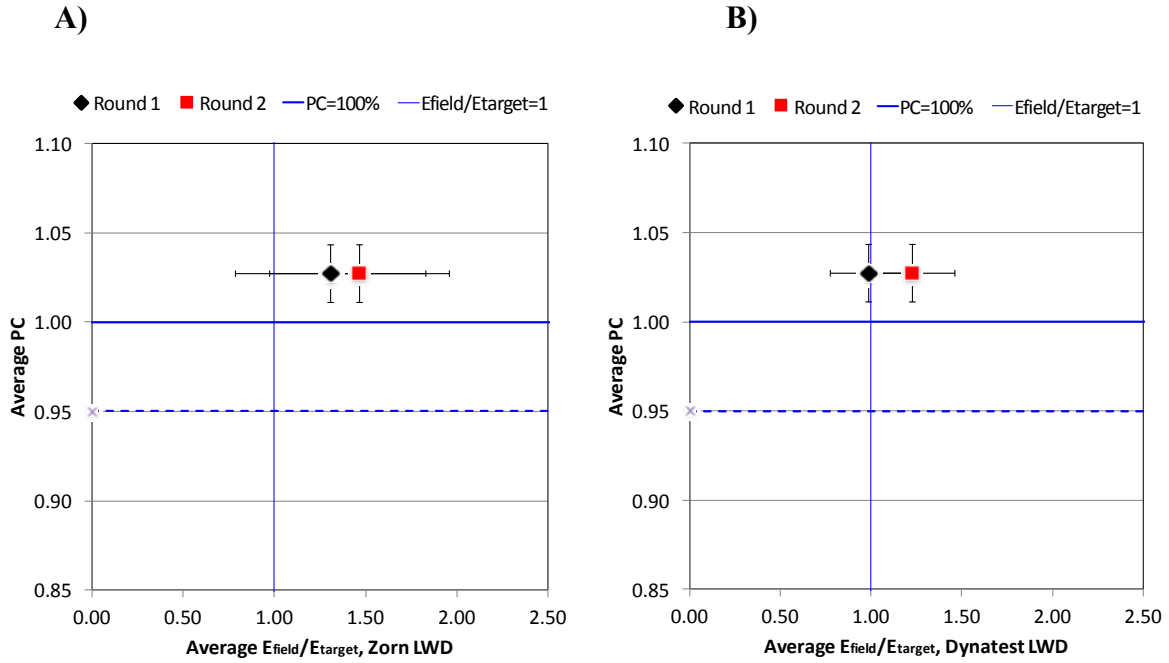 A)
B)
Round 1 Round 2 PC=100% Efield/Etarget=1
Round 1 Round 2 PC=100% Efield/Etarget=1
Average PC
1.10
1.05
1.00
0.95
0.90
0.85
0.00 0.50 1.00 1.50 2.00 2.50
Average Efield/Etarget, Zorn LWD
Average PC
1.10
1.05
1.00
0.95
0.90
0.85
0.00 0.50 1.00 1.50 2.00 2.50
Average Efield/Etarget, Dynatest LWD